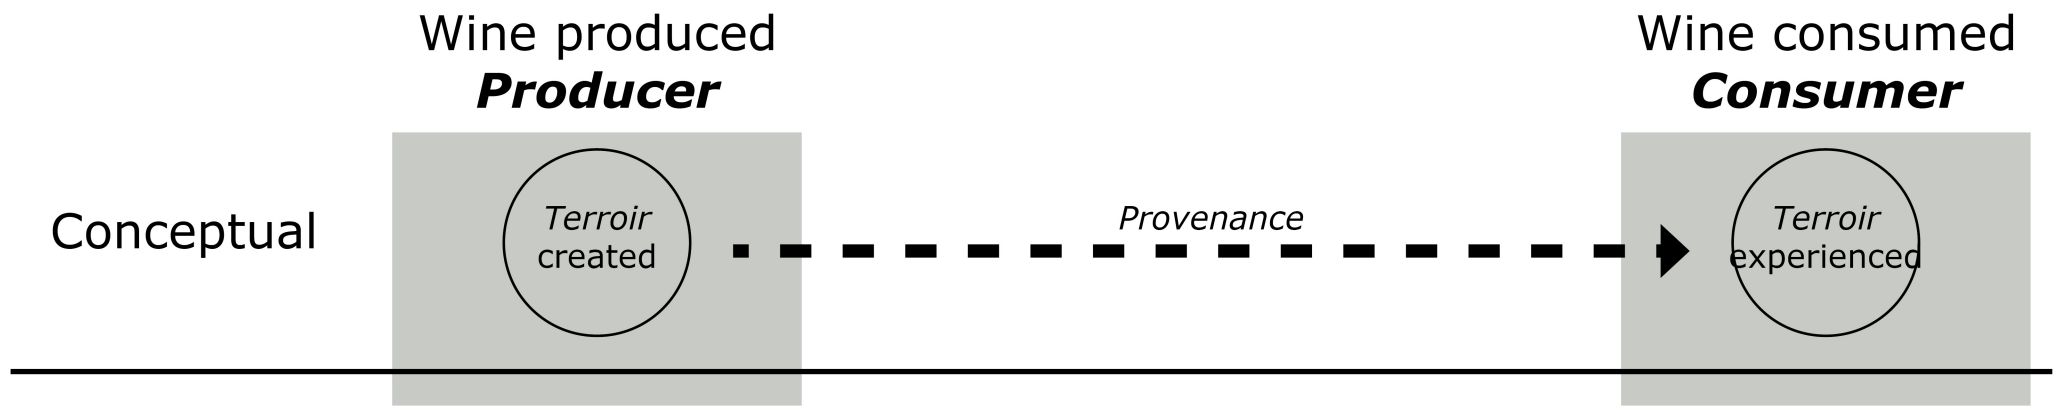 Wine produced
Producer
Wine consumed
Consumer
Conceptual
Terroir
created
Provenance
Terroir
experienced